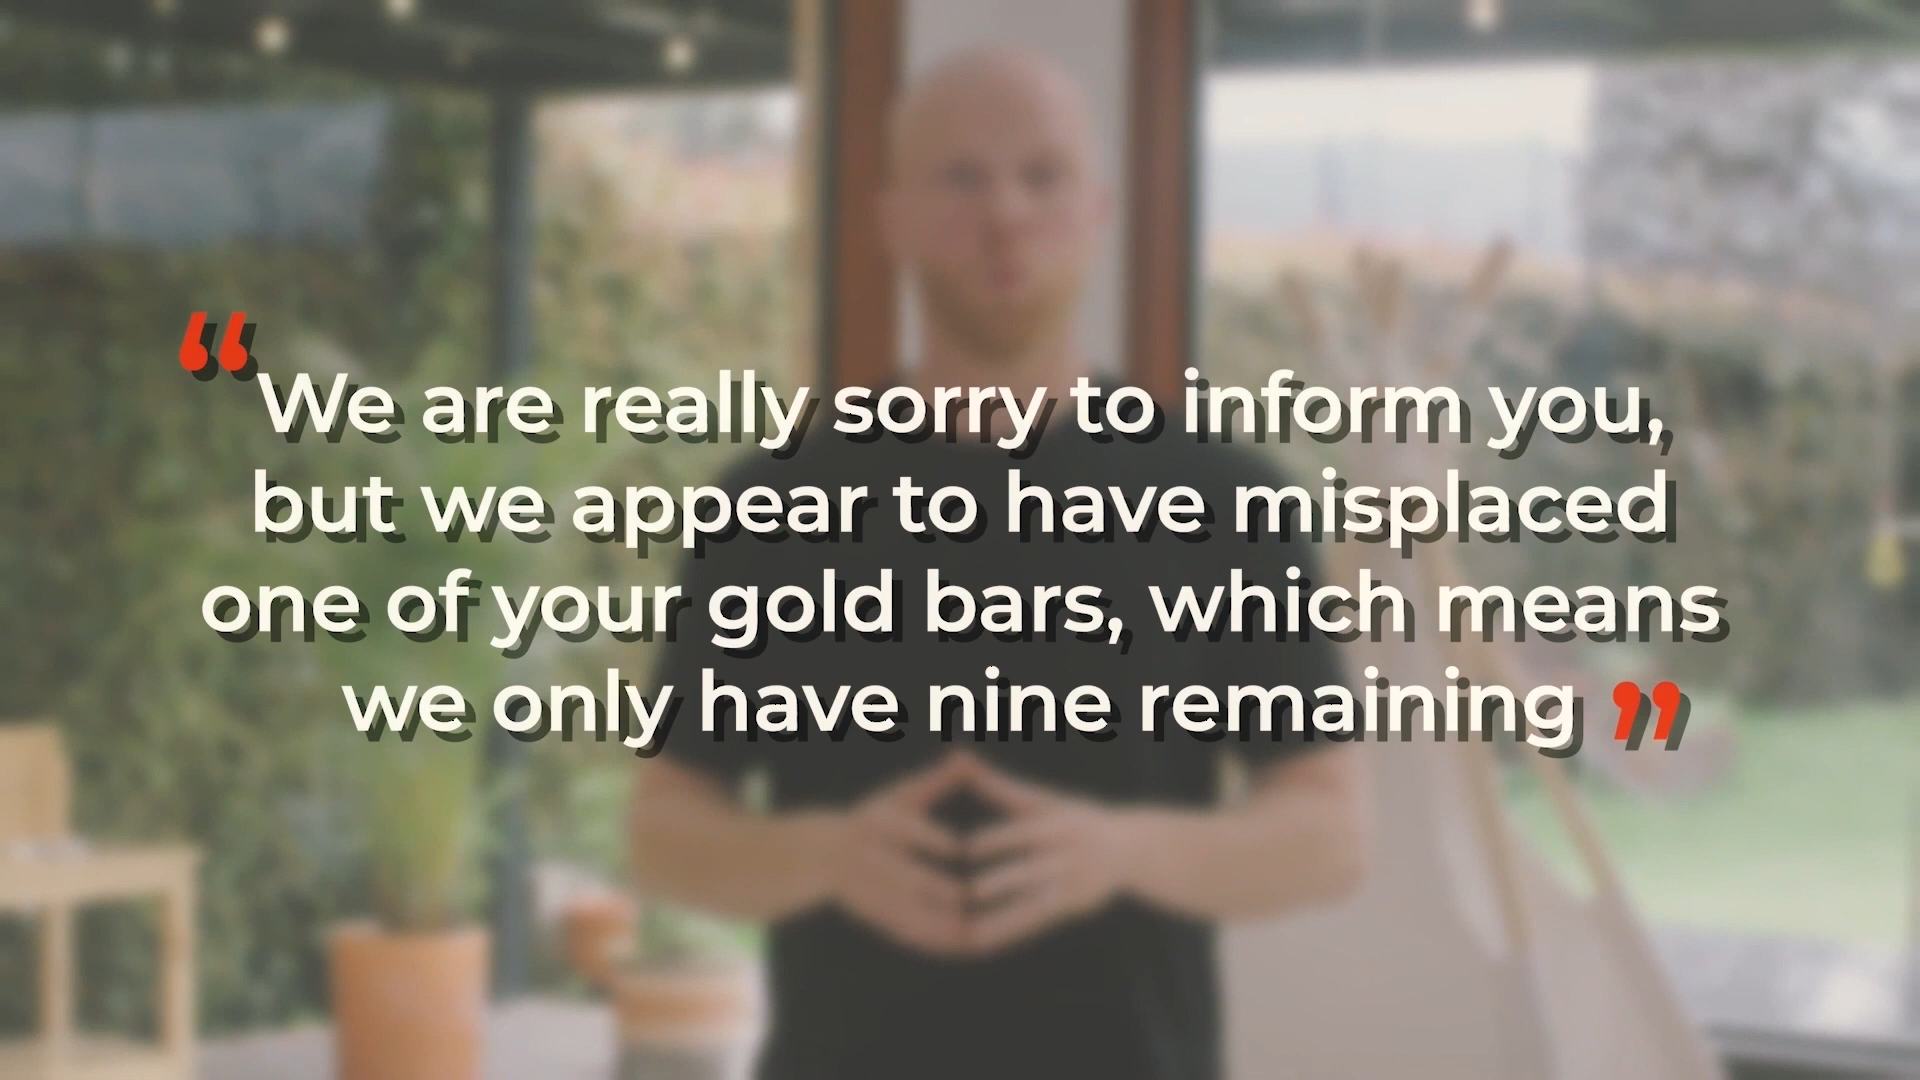 “We are really sorry to inform you,
but we appear to have misplaced
one of your gold bars, which means
we only have nine remaining”